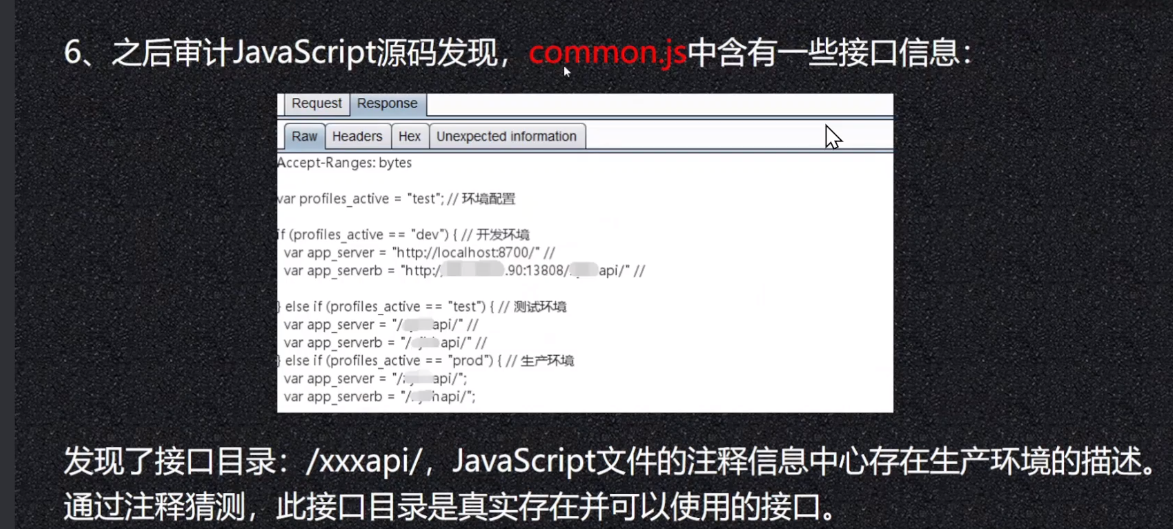 6、之后审计JavaScript源码发现，common.js中含有一些接口信息：
Request Response
Raw Headers Hex Unexpected information
Accept-Ranges: bytes
var profiles_active = "test"; // 环境配置
if (profiles_active == "dev") { // 开发环境
var app_server = "http://localhost:8700/" //
var app_serverb = "http:/ .90:13808/ api/" //
} else if (profiles_active == "test") { // 测试环境
var app_server = "/ api/" //
var app_serverb = "/ api/" //
} else if (profiles_active == "prod") { // 生产环境
var app_server = "/ api/";
var app_serverb = "/ api/";
发现了接口目录：/xxxapi/，JavaScript文件的注释信息中心存在生产环境的描述。
通过注释猜测，此接口目录是真实存在并可以使用的接口。